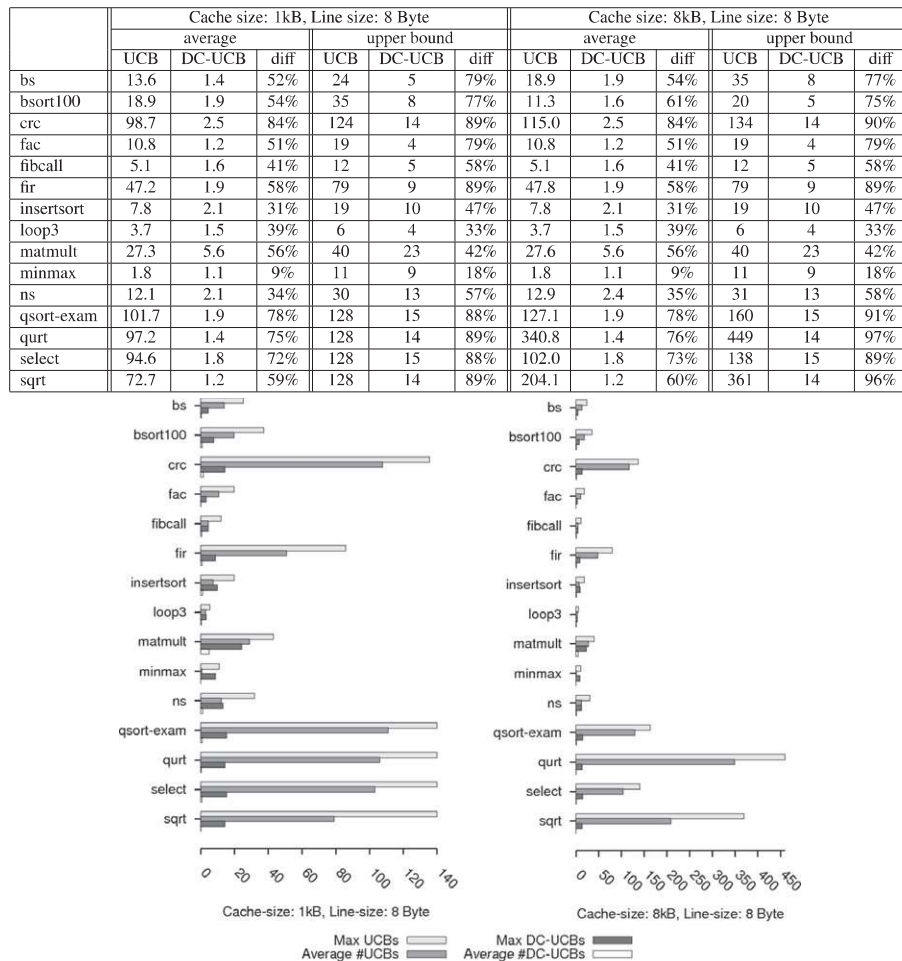 Cache size: 1kB, Line size: 8 Byte Cache size: 8kB, Line size: 8 Byte
average upper bound average upper bound
UCB DC-UCB diff UCB DC-UCB diff UCB DC-UCB diff UCB DC-UCB diff
bs 13.6 1.4 52% 24 5 79% 18.9 1.9 54% 35 8 77%
bsort100 18.9 1.9 54% 35 8 77% 11.3 1.6 61% 20 5 75%
crc 98.7 2.5 84% 124 14 89% 115.0 2.5 84% 134 14 90%
fac 10.8 1.2 51% 19 4 79% 10.8 1.2 51% 19 4 79%
fibcall 5.1 1.6 41% 12 5 58% 5.1 1.6 41% 12 5 58%
fir 47.2 1.9 58% 79 9 89% 47.8 1.9 58% 79 9 89%
insertsort 7.8 2.1 31% 19 10 47% 7.8 2.1 31% 19 10 47%
loop3 3.7 1.5 39% 6 4 33% 3.7 1.5 39% 6 4 33%
matmult 27.3 5.6 56% 40 23 42% 27.6 5.6 56% 40 23 42%
minmax 1.8 1.1 9% 11 9 18% 1.8 1.1 9% 11 9 18%
ns 12.1 2.1 34% 30 13 57% 12.9 2.4 35% 31 13 58%
qsort-exam 101.7 1.9 78% 128 15 88% 127.1 1.9 78% 160 15 91%
qurt 97.2 1.4 75% 128 14 89% 340.8 1.4 76% 449 14 97%
select 94.6 1.8 72% 128 15 88% 102.0 1.8 73% 138 15 89%
sqrt 72.7 1.2 59% 128 14 89% 204.1 1.2 60% 361 14 96%
bs
bsort100
crc
fac
fibcall
fir
insertsort
loop3
matmult
minmax
ns
qsort-exam
qurt
select
sqrt
0 20 40 60 80 100 120 140
Cache-size: 1kB, Line-size: 8 Byte
bs
bsort100
crc
fac
fibcall
fir
insertsort
loop3
matmult
minmax
ns
qsort-exam
qurt
select
sqrt
0 50 100 150 200 250 300 350 400 450
Cache-size: 8kB, Line-size: 8 Byte
Max UCBs Max DC-UCBs
Average #UCBs Average #DC-UCBs